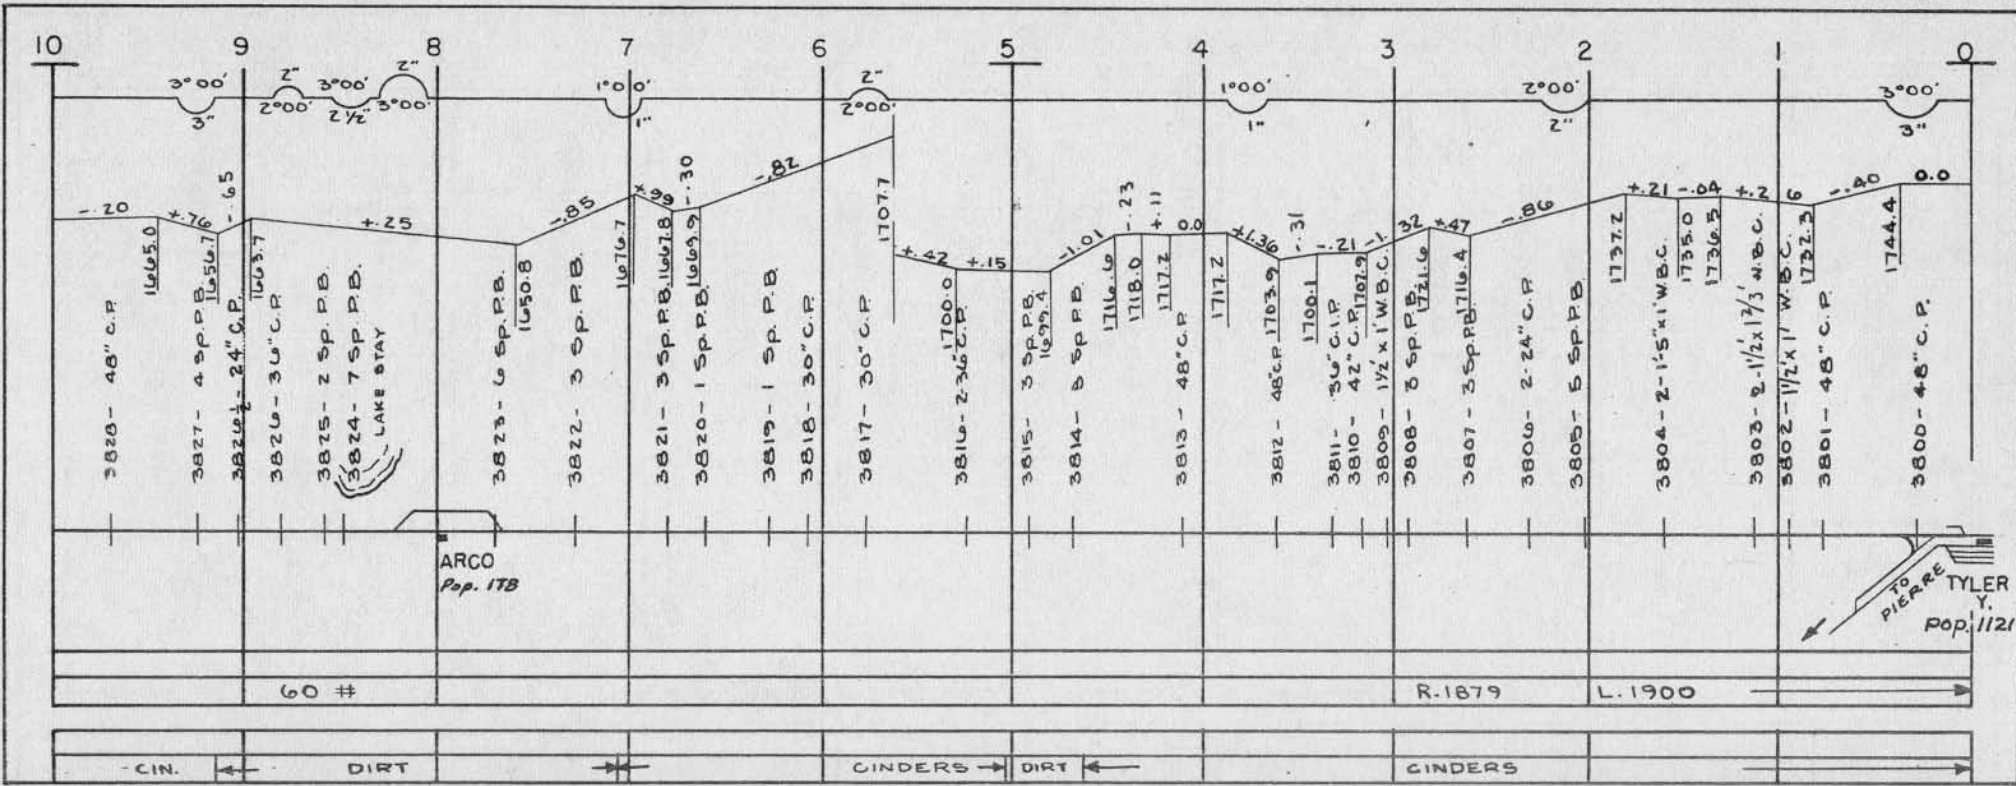 10 9 8 7 6 5 4 3 2 1 0
3°00' 2" 3°00' 2" 1°00' 2" 1°00' 2°00' 3°00'
3" 2°00' 2½" 3°00' 1" 2°00' 1" 2" 3"
-.20 +.76 -.65 +.25 -.85 +.99 -.30 -.82 +.42 +.15 -1.01 -.23 +.11 0.0 +1.36 -.31 -.21 -1.32 +.47 -.86 +.21 -.04 +.26 -.40 0.0
1665.0 1656.7 1663.7 1650.8 1676.7 1667.8 1669.9 1707.7 1700.0 1699.4 1716.6 1718.0 1717.2 1717.2 1703.9 1700.1 1707.9 1721.6 1716.4 1737.2 1735.0 1736.5 1732.3 1744.4
3828 - 48" C.P.
3827 - 4 Sp. P.B.
3826½ - 24" C.P.
3826 - 36" C.P.
3825 - 2 Sp. P.B.
3824 - 7 Sp. P.B.
LAKE STAY
3823 - 6 Sp. P.B.
3822 - 3 Sp. P.B.
3821 - 3 Sp. P.B.
3820 - 1 Sp. P.B.
3819 - 1 Sp. P.B.
3818 - 30" C.P.
3817 - 30" C.P.
3816 - 2-36" C.P.
3815 - 3 Sp. P.B.
3814 - 3 Sp. P.B.
3813 - 48" C.P.
3812 - 48" C.P.
3811 - 36" C.I.P.
3810 - 42" C.P.
3809 - 1½ x 1' W.B.C.
3808 - 3 Sp. P.B.
3807 - 3 Sp. P.B.
3806 - 2-24" C.P.
3805 - 5 Sp. P.B.
3804 - 2-1'-5" x 1' W.B.C.
3803 - 2-1½' x 1⅔' W.B.C.
3802 - 1½ x 1' W.B.C.
3801 - 48" C.P.
3800 - 48" C.P.
ARCO
Pop. 178
TO
PIERRE
TYLER
Y.
Pop. 1121
60 # R. 1879 L. 1900
CIN. DIRT CINDERS DIRT CINDERS